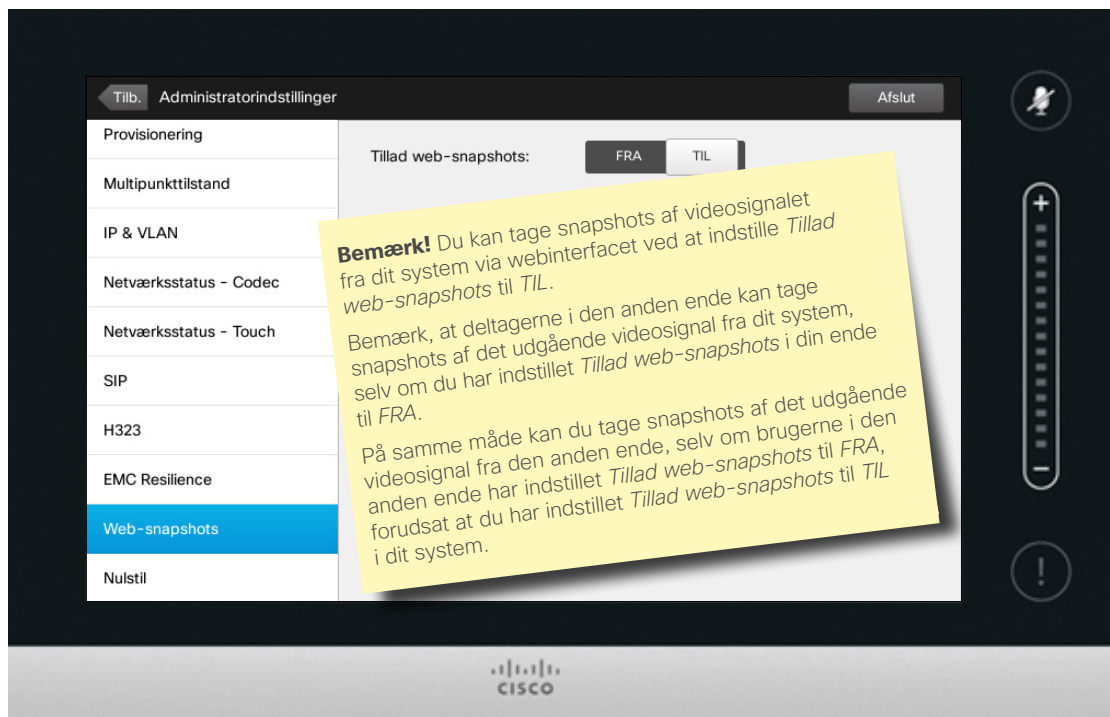 Tilb. Administratorindstillinger Afslut
Provisionering
Multipunkttilstand
IP & VLAN
Netværksstatus - Codec
Netværksstatus - Touch
SIP
H323
EMC Resilience
Web-snapshots
Nulstil
Tillad web-snapshots: FRA TIL
Bemærk! Du kan tage snapshots af videosignalet
fra dit system via webinterfacet ved at indstille Tillad
web-snapshots til TIL.
Bemærk, at deltagerne i den anden ende kan tage
snapshots af det udgående videosignal fra dit system,
selv om du har indstillet Tillad web-snapshots i din ende
til FRA.
På samme måde kan du tage snapshots af det udgående
videosignal fra den anden ende, selv om brugerne i den
anden ende har indstillet Tillad web-snapshots til FRA,
forudsat at du har indstillet Tillad web-snapshots til TIL
i dit system.
+
–
!
CISCO